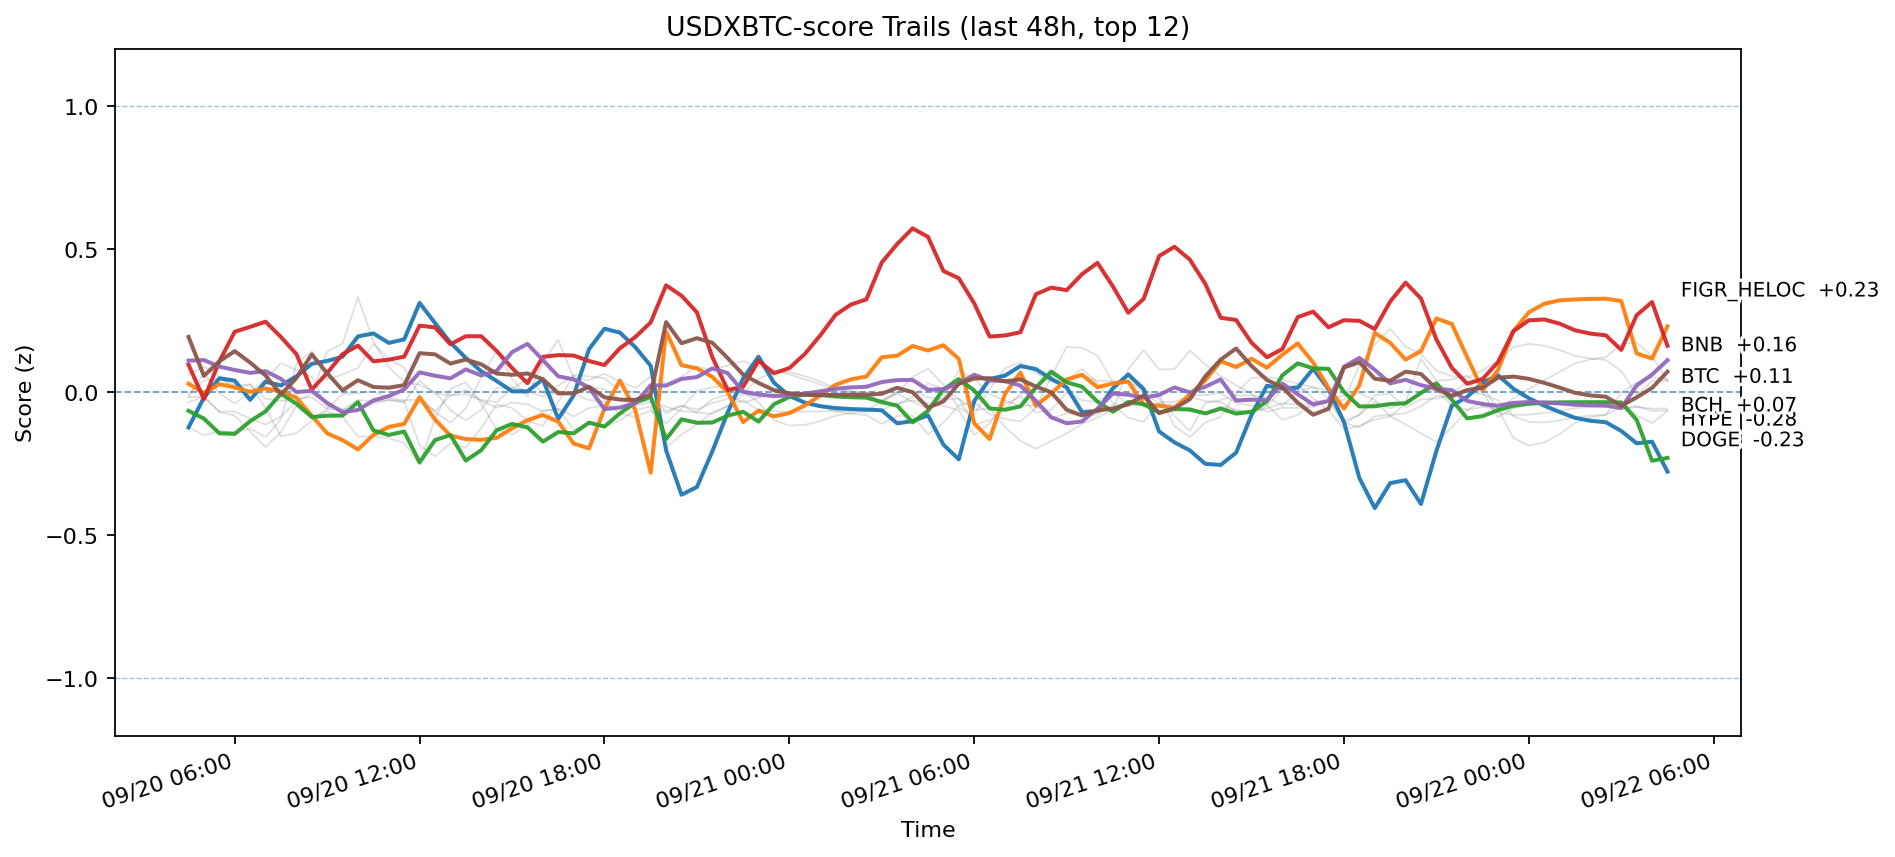 USDXBTC-score Trails (last 48h, top 12)
Score (z)
1.0
0.5
0.0
−0.5
−1.0
FIGR_HELOC +0.23
BNB +0.16
BTC +0.11
BCH +0.07
HYPE -0.28
DOGE -0.23
09/20 06:00
09/20 12:00
09/20 18:00
09/21 00:00
09/21 06:00
09/21 12:00
09/21 18:00
09/22 00:00
09/22 06:00
Time